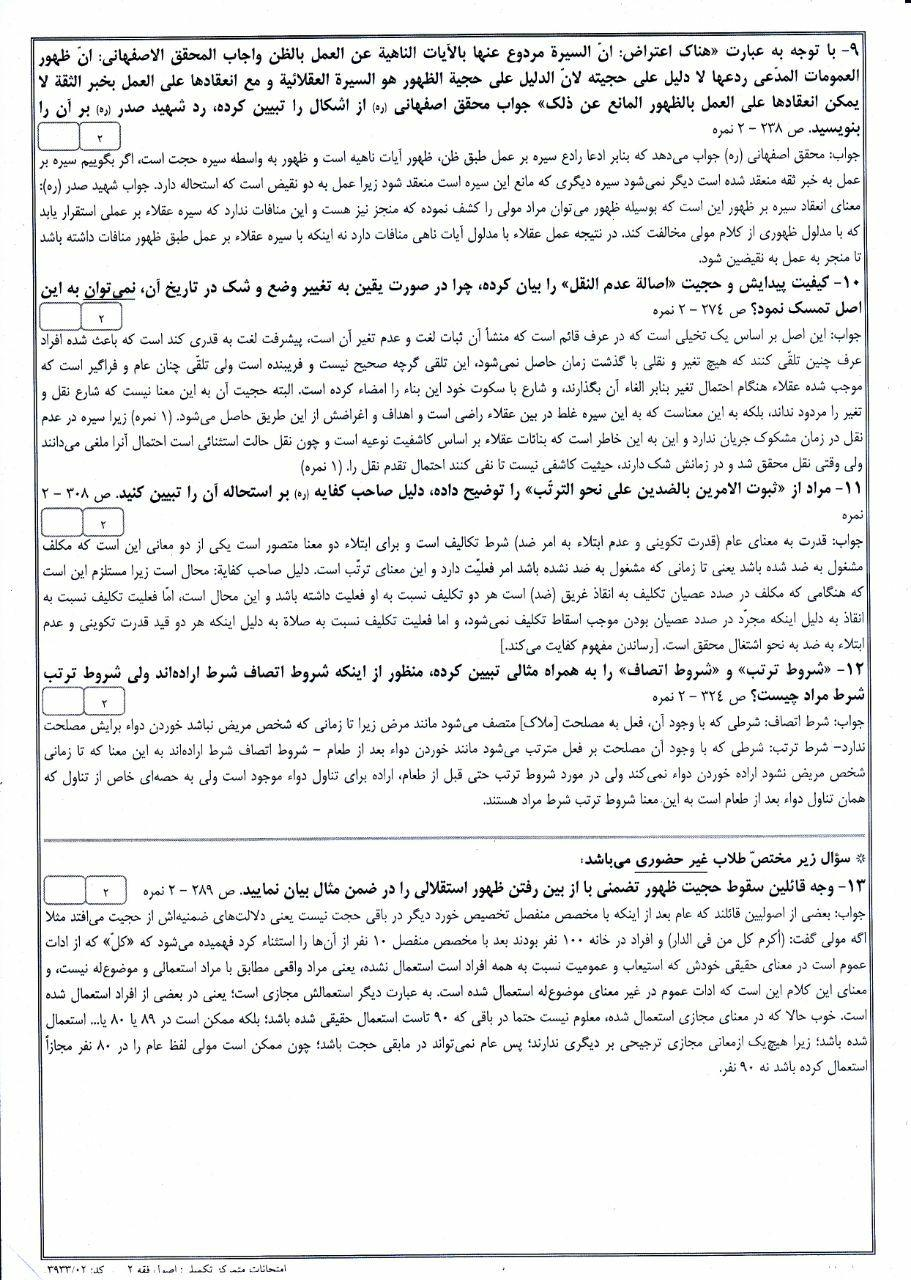 ۹- با توجه به عبارت «هناک اعتراض: انّ السیرة مردوع عنها بالآیات الناهیة عن العمل بالظن واجاب المحقق الاصفهانی: انّ ظهور
العمومات المدّعی ردعها لا دلیل علی حجیته لانّ الدلیل علی حجیة الظهور هو السیرة العقلائیة و مع انعقادها علی العمل بخبر الثقة لا
یمکن انعقادها علی العمل بالظهور المانع عن ذلک» جواب محقق اصفهانی (ره) از اشکال را تبیین کرده، رد شهید صدر (ره) بر آن را
بنویسید. ص ۲۳۸ - ۲ نمره
۲
جواب: محقق اصفهانی (ره) جواب می‌دهد که بنابر ادعا رادع سیره بر عمل طبق ظن، ظهور آیات ناهیه است و ظهور به واسطه سیره حجت است، اگر بگوییم سیره بر
عمل به خبر ثقه منعقد شده است دیگر نمی‌شود سیره دیگری که مانع این سیره است منعقد شود زیرا عمل به دو نقیض است که استحاله دارد. جواب شهید صدر (ره):
معنای انعقاد سیره بر ظهور این است که بوسیله ظهور می‌توان مراد مولی را کشف نموده که منجز نیز هست و این منافات ندارد که سیره عقلاء بر عملی استقرار یابد
که با مدلول ظهوری از کلام مولی مخالفت کند. در نتیجه عمل عقلاء با مدلول آیات ناهی منافات دارد نه اینکه با سیره عقلاء بر عمل طبق ظهور منافات داشته باشد
تا منجر به عمل به نقیضین شود.
۱۰- کیفیت پیدایش و حجیت «اصالة عدم النقل» را بیان کرده، چرا در صورت یقین به تغییر وضع و شک در تاریخ آن، نمی‌توان به این
اصل تمسک نمود؟ ص ۲۷۴ - ۲ نمره
۲
جواب: این اصل بر اساس یک تخیلی است که در عرف قائم است که منشأ آن ثبات لغت و عدم تغیر آن است، پیشرفت لغت به قدری کند است که باعث شده افراد
عرف چنین تلقّی کنند که هیچ تغیر و نقلی با گذشت زمان حاصل نمی‌شود، این تلقی گرچه صحیح نیست و فریبنده است ولی تلقّی چنان عام و فراگیر است که
موجب شده عقلاء هنگام احتمال تغیر بنابر الغاء آن بگذارند، و شارع با سکوت خود این بناء را امضاء کرده است. البته حجیت آن به این معنا نیست که شارع نقل و
تغیر را مردود نداند، بلکه به این معناست که به این سیره غلط در بین عقلاء راضی است و اهداف و اغراضش از این طریق حاصل می‌شود. (۱ نمره) زیرا سیره در عدم
نقل در زمان مشکوک جریان ندارد و این به این خاطر است که بنائات عقلاء بر اساس کاشفیت نوعیه است و چون نقل حالت استثنائی است احتمال آنرا ملغی می‌دانند
ولی وقتی نقل محقق شد و در زمانش شک دارند، حیثیت کاشفی نیست تا نفی کنند احتمال تقدم نقل را. (۱ نمره)
۱۱- مراد از «ثبوت الامرین بالضدین علی نحو الترتّب» را توضیح داده، دلیل صاحب کفایه (ره) بر استحاله آن را تبیین کنید. ص ۳۰۸ - ۲
نمره
۲
جواب: قدرت به معنای عام (قدرت تکوینی و عدم ابتلاء به امر ضد) شرط تکالیف است و برای ابتلاء دو معنا متصور است یکی از دو معانی این است که مکلف
مشغول به ضد شده باشد یعنی تا زمانی که مشغول به ضد نشده باشد امر فعلیّت دارد و این معنای ترتّب است. دلیل صاحب کفایة: محال است زیرا مستلزم این است
که هنگامی که مکلف در صدد عصیان تکلیف به انقاذ غریق (ضد) است هر دو تکلیف نسبت به او فعلیت داشته باشد و این محال است، امّا فعلیت تکلیف نسبت به
انقاذ به دلیل اینکه مجرّد در صدد عصیان بودن موجب اسقاط تکلیف نمی‌شود، و اما فعلیت تکلیف نسبت به صلاة به دلیل اینکه هر دو قید قدرت تکوینی و عدم
ابتلاء به ضد به نحو اشتغال محقق است. [رساندن مفهوم کفایت می‌کند.]
۱۲- «شروط ترتب» و «شروط اتصاف» را به همراه مثالی تبیین کرده، منظور از اینکه شروط اتصاف شرط اراده‌اند ولی شروط ترتب
شرط مراد چیست؟ ص ۳۲۴ - ۲ نمره
۲
جواب: شرط اتصاف: شرطی که با وجود آن، فعل به مصلحت [ملاک] متصف می‌شود مانند مرض زیرا تا زمانی که شخص مریض نباشد خوردن دواء برایش مصلحت
ندارد- شرط ترتب: شرطی که با وجود آن مصلحت بر فعل مترتب می‌شود مانند خوردن دواء بعد از طعام - شروط اتصاف شرط اراده‌اند به این معنا که تا زمانی
شخص مریض نشود اراده خوردن دواء نمی‌کند ولی در مورد شروط ترتب حتی قبل از طعام، اراده برای تناول دواء موجود است ولی به حصه‌ای خاص از تناول که
همان تناول دواء بعد از طعام است به این معنا شروط ترتب شرط مراد هستند.
* سؤال زیر مختصّ طلاب غیر حضوری می‌باشد:
۱۳- وجه قائلین سقوط حجیت ظهور تضمنی با از بین رفتن ظهور استقلالی را در ضمن مثال بیان نمایید. ص ۲۸۹ - ۲ نمره
۲
جواب: بعضی از اصولیین قائلند که عام بعد از اینکه با مخصص منفصل تخصیص خورد دیگر در باقی حجت نیست یعنی دلالت‌های ضمنیه‌اش از حجیت می‌افتد مثلا
اگه مولی گفت: (أکرم کل من فی الدار) و افراد در خانه ۱۰۰ نفر بودند بعد با مخصص منفصل ۱۰ نفر از آن‌ها را استثناء کرد فهمیده می‌شود که «کلّ» که از ادات
عموم است در معنای حقیقی خودش که استیعاب و عمومیت نسبت به همه افراد است استعمال نشده، یعنی مراد واقعی مطابق با مراد استعمالی و موضوع‌له نیست، و
معنای این کلام این است که ادات عموم در غیر معنای موضوع‌له استعمال شده است. به عبارت دیگر استعمالش مجازی است؛ یعنی در بعضی از افراد استعمال شده
است. خوب حالا که در معنای مجازی استعمال شده، معلوم نیست حتما در باقی که ۹۰ تاست استعمال حقیقی شده باشد؛ بلکه ممکن است در ۸۹ یا ۸۰ یا... استعمال
شده باشد؛ زیرا هیچ‌یک ازمعانی مجازی ترجیحی بر دیگری ندارند؛ پس عام نمی‌تواند در مابقی حجت باشد؛ چون ممکن است مولی لفظ عام را در ۸۰ نفر مجازاً
استعمال کرده باشد نه ۹۰ نفر.
امتحانات متمرکز تکمیلی: اصول فقه ۲ کد: ۳۹۳۳/۰۲